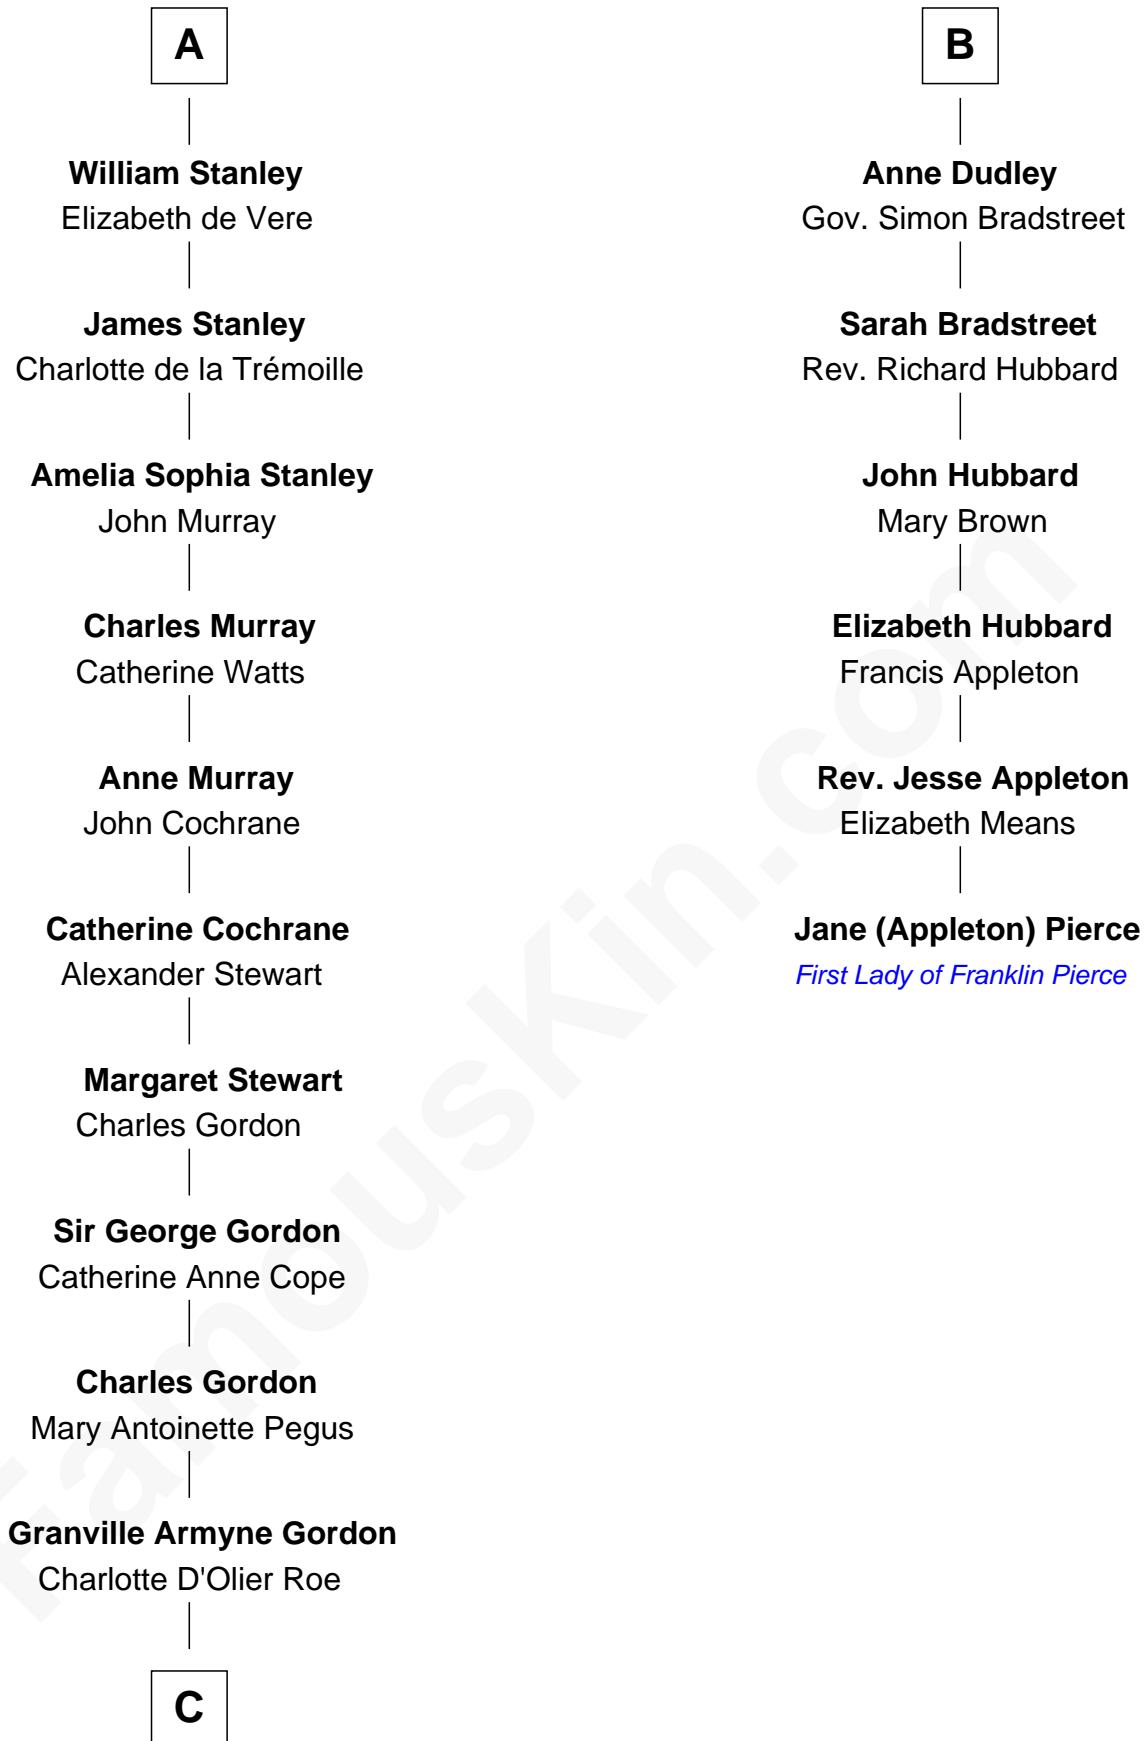 A
William Stanley
Elizabeth de Vere
James Stanley
Charlotte de la Trémoille
Amelia Sophia Stanley
John Murray
Charles Murray
Catherine Watts
Anne Murray
John Cochrane
Catherine Cochrane
Alexander Stewart
Margaret Stewart
Charles Gordon
Sir George Gordon
Catherine Anne Cope
Charles Gordon
Mary Antoinette Pegus
Granville Armyne Gordon
Charlotte D'Olier Roe
C
B
Anne Dudley
Gov. Simon Bradstreet
Sarah Bradstreet
Rev. Richard Hubbard
John Hubbard
Mary Brown
Elizabeth Hubbard
Francis Appleton
Rev. Jesse Appleton
Elizabeth Means
Jane (Appleton) Pierce
First Lady of Franklin Pierce
FamousKin.com